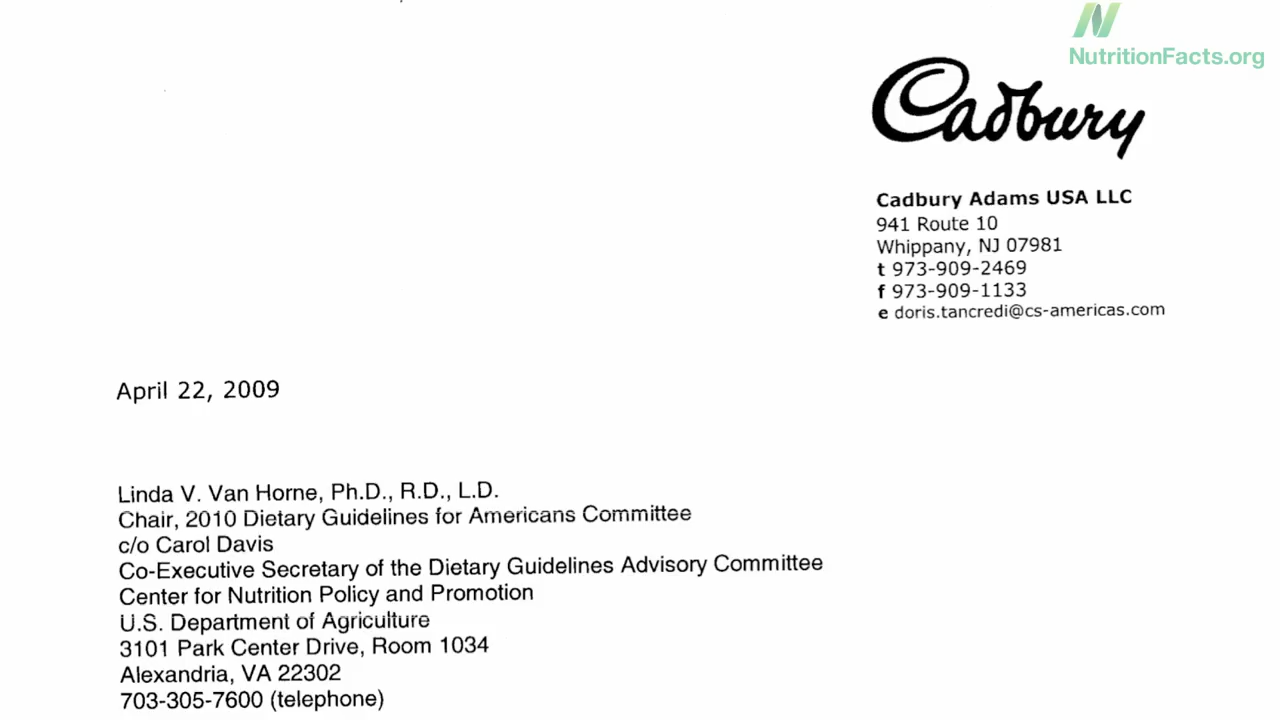 NutritionFacts.org
Cadbury
Cadbury Adams USA LLC
941 Route 10
Whippany, NJ 07981
t 973-909-2469
f 973-909-1133
e doris.tancredi@cs-americas.com
April 22, 2009
Linda V. Van Horne, Ph.D., R.D., L.D.
Chair, 2010 Dietary Guidelines for Americans Committee
c/o Carol Davis
Co-Executive Secretary of the Dietary Guidelines Advisory Committee
Center for Nutrition Policy and Promotion
U.S. Department of Agriculture
3101 Park Center Drive, Room 1034
Alexandria, VA 22302
703-305-7600 (telephone)